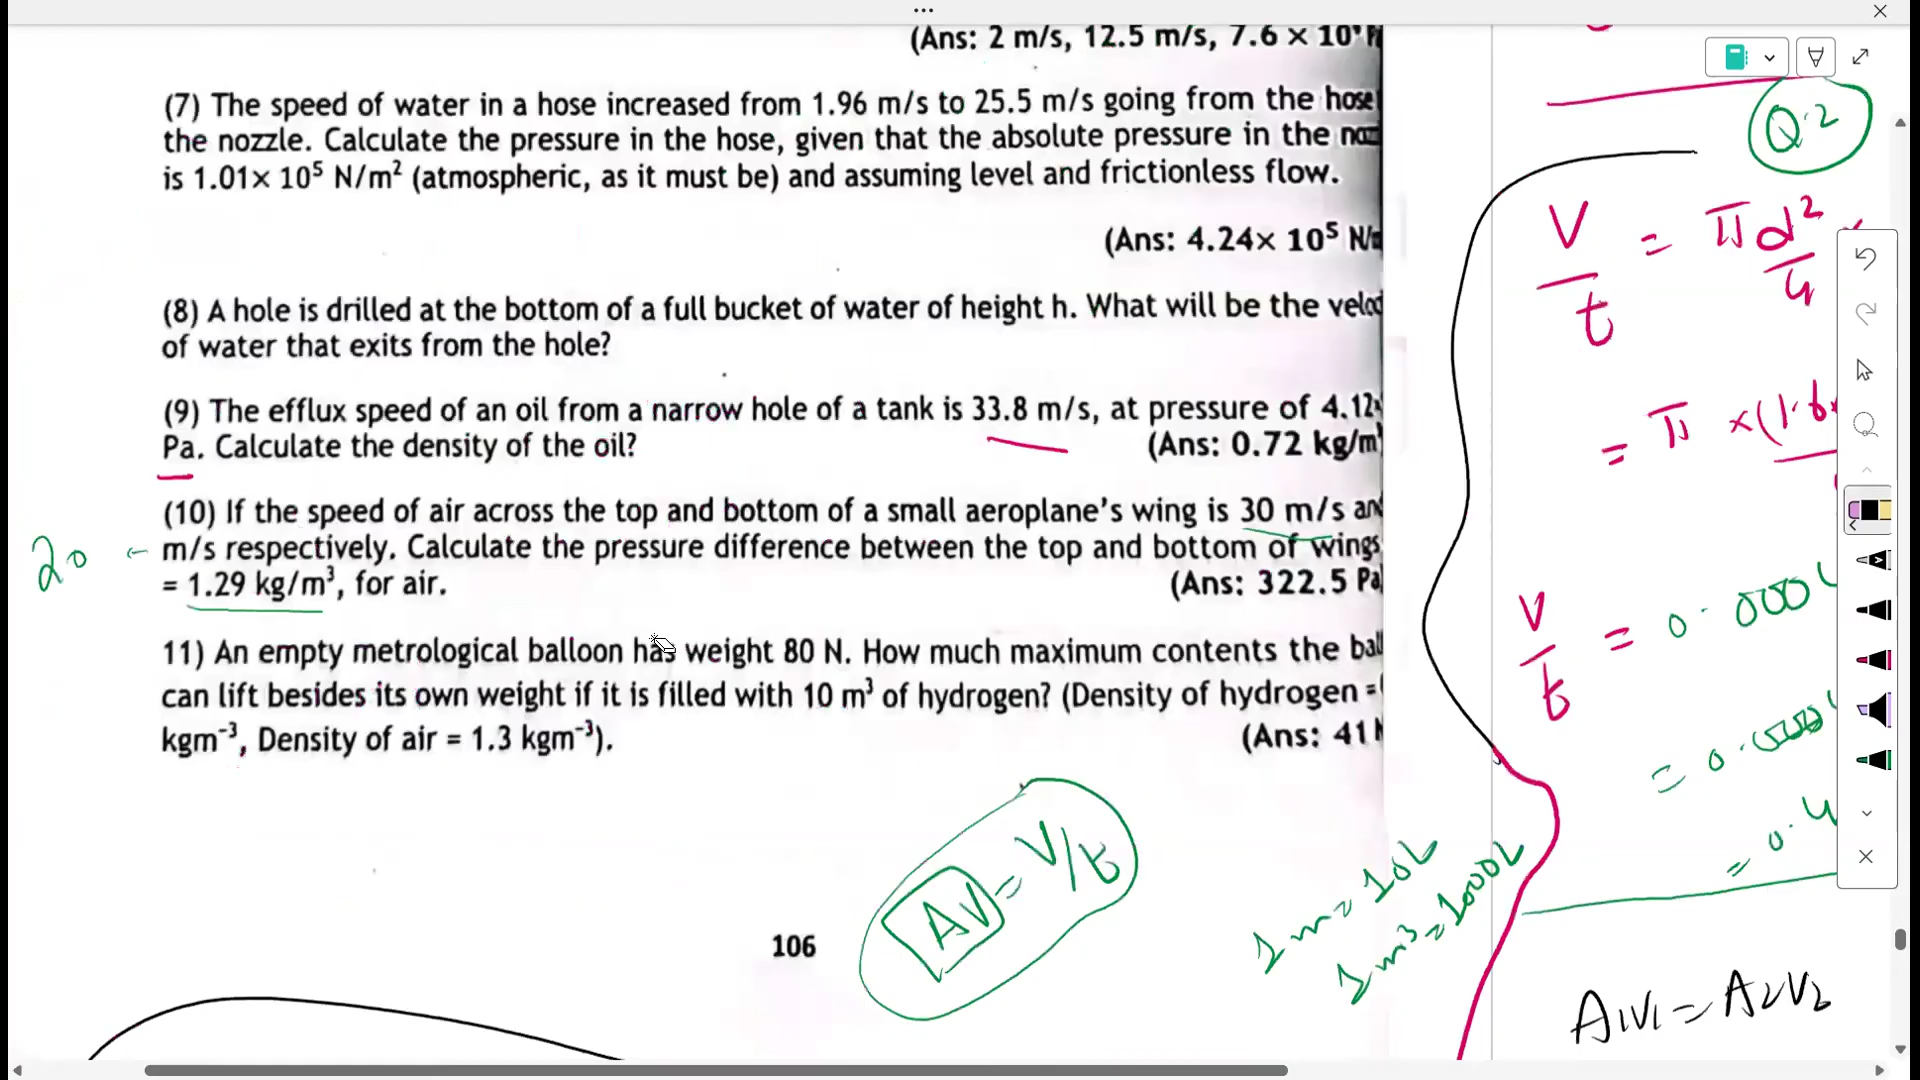 (Ans: 2 m/s, 12.5 m/s, 7.6 × 10
(7) The speed of water in a hose increased from 1.96 m/s to 25.5 m/s going from the hose
the nozzle. Calculate the pressure in the hose, given that the absolute pressure in the
is 1.01× 10⁵ N/m² (atmospheric, as it must be) and assuming level and frictionless flow.
(Ans: 4.24× 10⁵ N/
(8) A hole is drilled at the bottom of a full bucket of water of height h. What will be the
of water that exits from the hole?
(9) The efflux speed of an oil from a narrow hole of a tank is 33.8 m/s, at pressure of 4.12
Pa. Calculate the density of the oil?
(Ans: 0.72 kg/m
(10) If the speed of air across the top and bottom of a small aeroplane's wing is 30 m/s
20 ← m/s respectively. Calculate the pressure difference between the top and bottom of wings
= 1.29 kg/m³, for air.
(Ans: 322.5 Pa
11) An empty metrological balloon has weight 80 N. How much maximum contents the
can lift besides its own weight if it is filled with 10 m³ of hydrogen? (Density of hydrogen =
kgm⁻³, Density of air = 1.3 kgm⁻³).
(Ans: 41
AV = V/t
1m³ = 1000L
106
Q.2
V/t = πd²/4
= π × (1.6
V/t = 0.000
= 0.000
= 0.4
A1V1 = A2V2